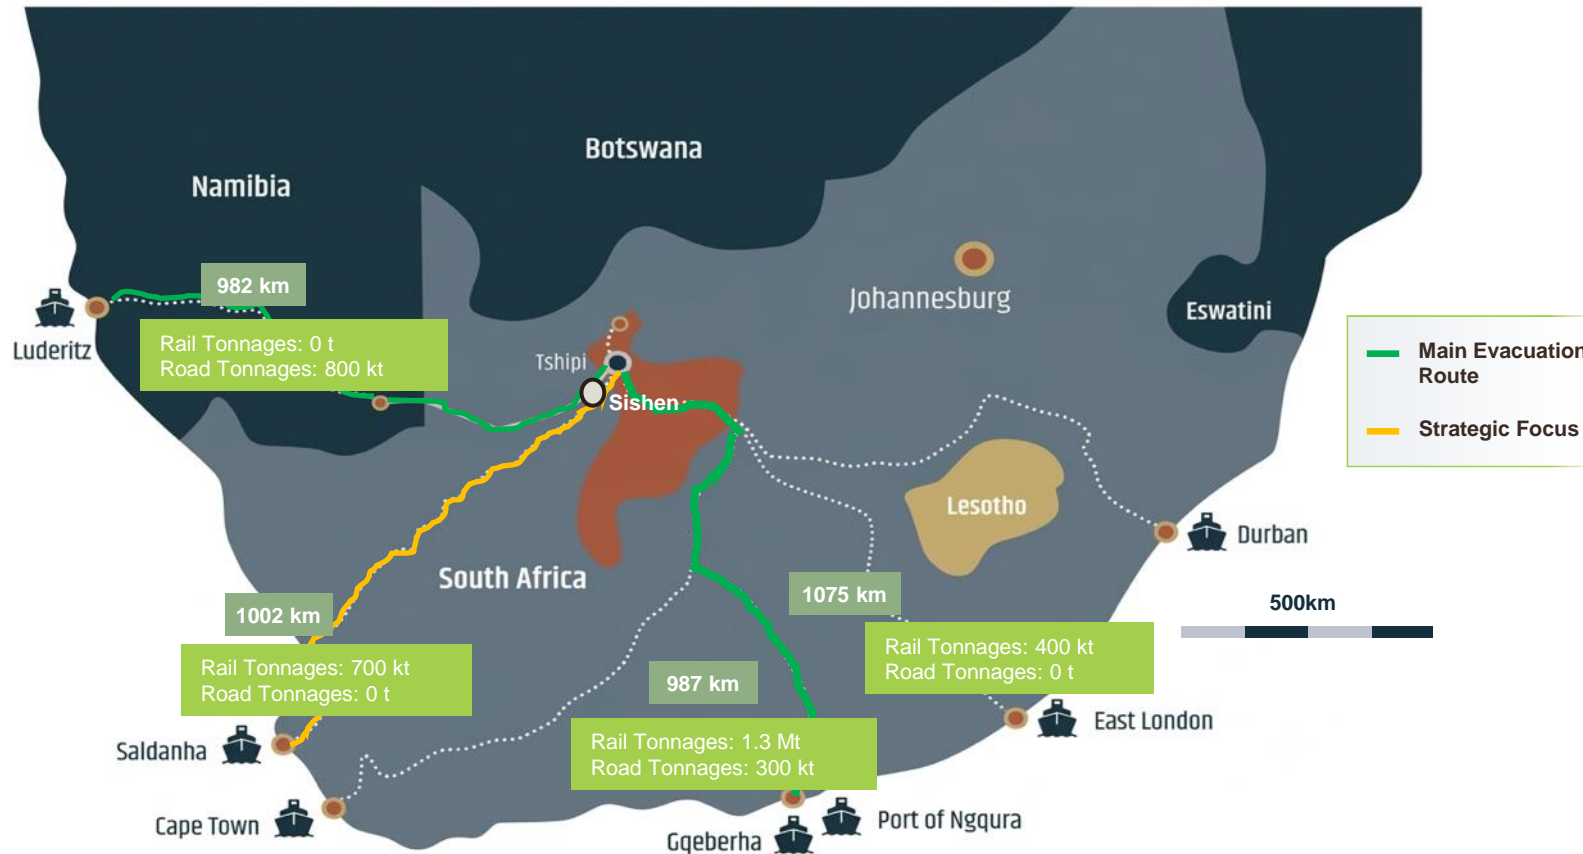 Botswana
Namibia
982 km
Johannesburg
Eswatini
Luderitz
Rail Tonnages: 0 t
Road Tonnages: 800 kt
Tshipi
Sishen
Main Evacuation
Route
Strategic Focus
Lesotho
Durban
South Africa
1002 km
1075 km
500km
Rail Tonnages: 700 kt
Road Tonnages: 0 t
987 km
Rail Tonnages: 400 kt
Road Tonnages: 0 t
Saldanha
Rail Tonnages: 1.3 Mt
Road Tonnages: 300 kt
East London
Cape Town
Gqeberha
Port of Ngqura